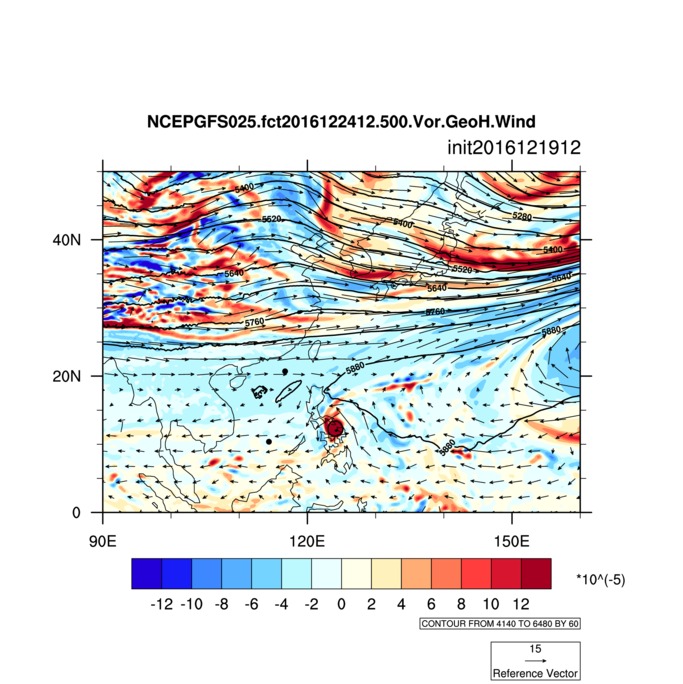 NCEPGFS025.fct2016122412.500.Vor.GeoH.Wind
init2016121912
5400
5280
5520
5400
40N
5400
5520
5640
5640
5640
5760
5760
5880
5880
20N
5880
0
90E 120E 150E
-12 -10 -8 -6 -4 -2 0 2 4 6 8 10 12
*10^(-5)
CONTOUR FROM 4140 TO 6480 BY 60
15
Reference Vector